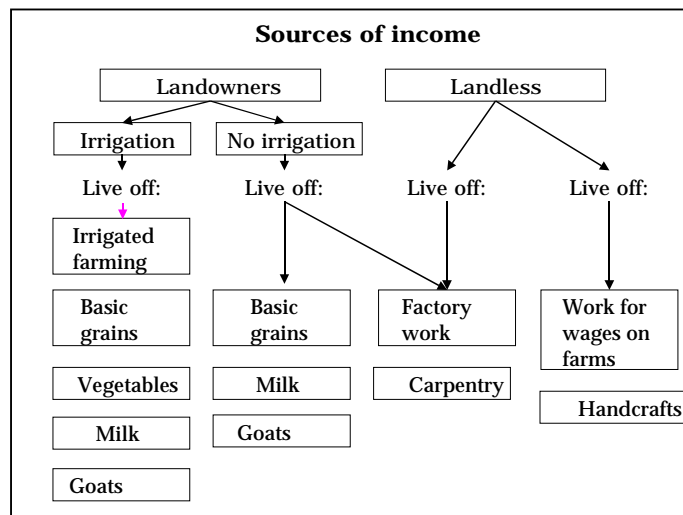 Sources of income
Landowners
Landless
Irrigation
No irrigation
Live off:
Live off:
Live off:
Live off:
Irrigated
farming
Basic
grains
Vegetables
Milk
Goats
Basic
grains
Milk
Goats
Factory
work
Carpentry
Work for
wages on
farms
Handcrafts